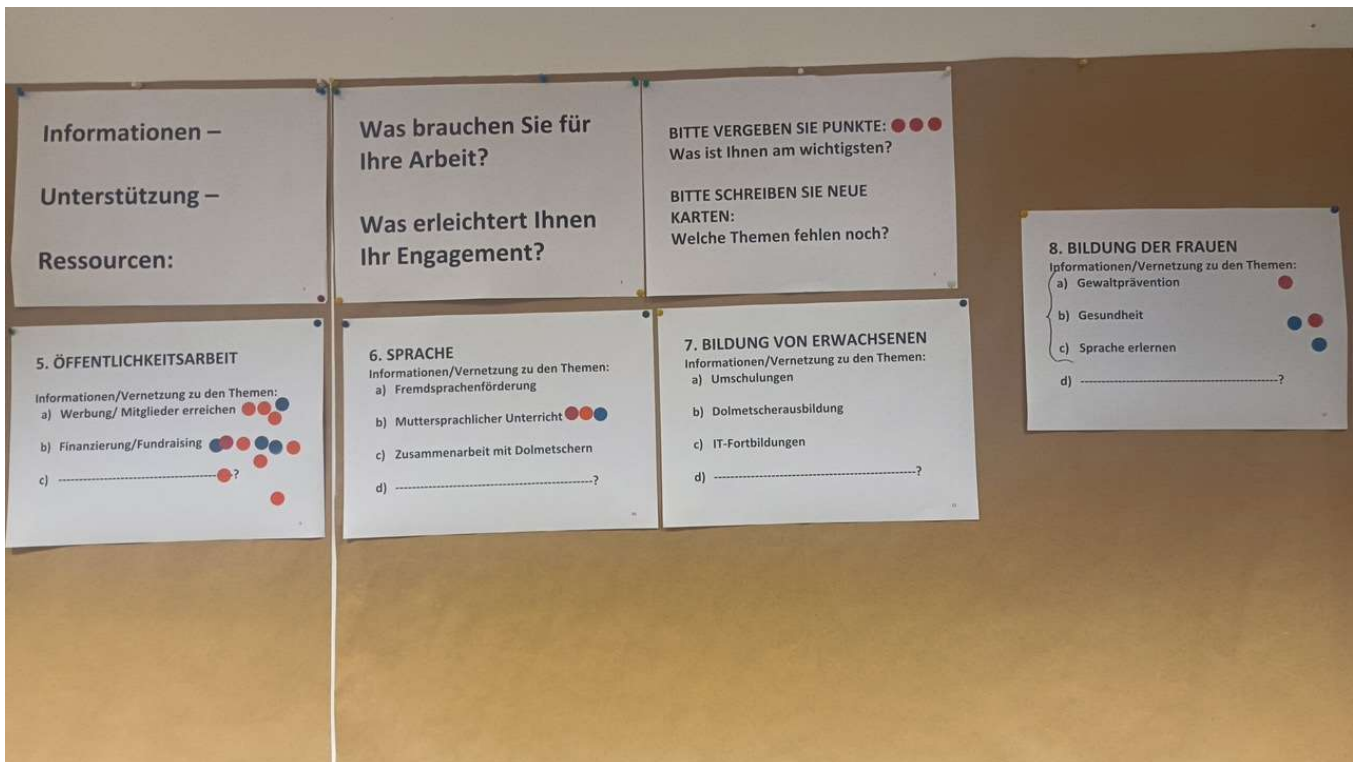 Informationen –
Unterstützung –
Ressourcen:
Was brauchen Sie für
Ihre Arbeit?
Was erleichtert Ihnen
Ihr Engagement?
BITTE VERGEBEN SIE PUNKTE:
Was ist Ihnen am wichtigsten?
BITTE SCHREIBEN SIE NEUE
KARTEN:
Welche Themen fehlen noch?
5. ÖFFENTLICHKEITSARBEIT
Informationen/Vernetzung zu den Themen:
a) Werbung/ Mitglieder erreichen
b) Finanzierung/Fundraising
c) ----------------------------------------?
6. SPRACHE
Informationen/Vernetzung zu den Themen:
a) Fremdsprachenförderung
b) Muttersprachlicher Unterricht
c) Zusammenarbeit mit Dolmetschern
d) ------------------------------------------------?
7. BILDUNG VON ERWACHSENEN
Informationen/Vernetzung zu den Themen:
a) Umschulungen
b) Dolmetscherausbildung
c) IT-Fortbildungen
d) ------------------------------------------------?
8. BILDUNG DER FRAUEN
Informationen/Vernetzung zu den Themen:
a) Gewaltprävention
b) Gesundheit
c) Sprache erlernen
d) ------------------------------------------------?